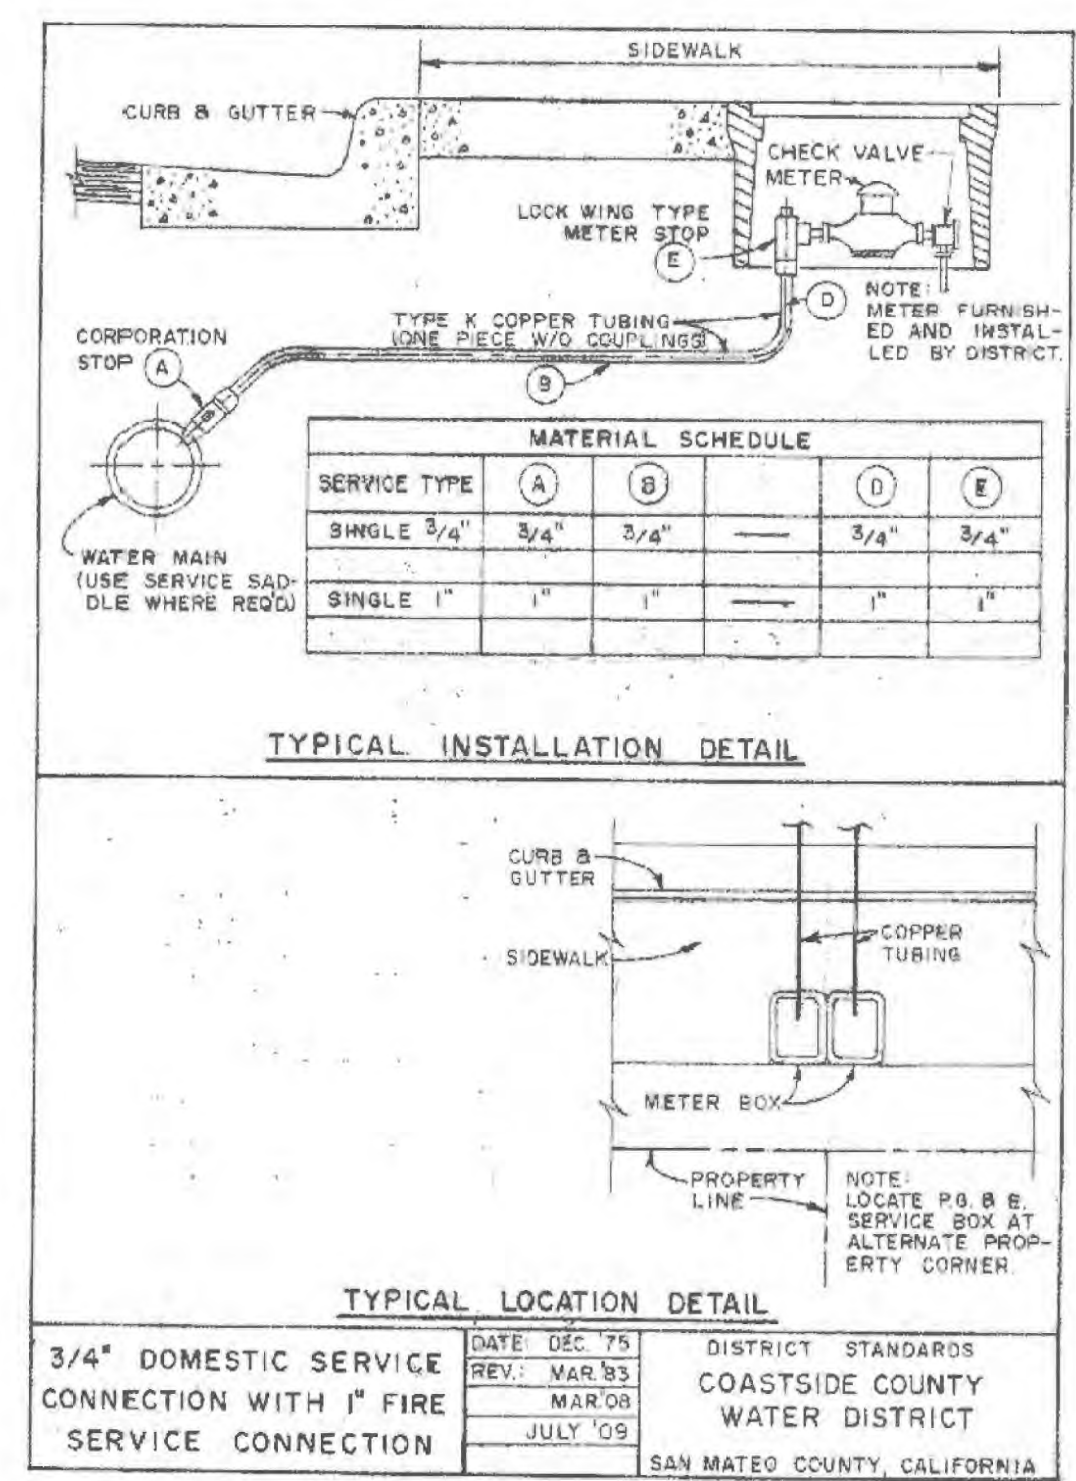 SIDEWALK
CURB & GUTTER
CHECK VALVE
METER
LOCK WING TYPE
METER STOP
E
D
NOTE:
METER FURNISH-
ED AND INSTAL-
LED BY DISTRICT.
TYPE K COPPER TUBING
(ONE PIECE W/O COUPLINGS)
B
CORPORATION
STOP A
WATER MAIN
(USE SERVICE SAD-
DLE WHERE REQ'D)
MATERIAL SCHEDULE
SERVICE TYPE A B D E
SINGLE 3/4" 3/4" 3/4" — 3/4" 3/4"
SINGLE 1" 1" 1" — 1" 1"
TYPICAL INSTALLATION DETAIL
CURB &
GUTTER
SIDEWALK
COPPER
TUBING
METER BOX
PROPERTY
LINE
NOTE:
LOCATE P.G. & E.
SERVICE BOX AT
ALTERNATE PROP-
ERTY CORNER.
TYPICAL LOCATION DETAIL
3/4" DOMESTIC SERVICE
CONNECTION WITH 1" FIRE
SERVICE CONNECTION
DATE: DEC. '75
REV.: MAR. '83
MAR.'08
JULY '09
DISTRICT STANDARDS
COASTSIDE COUNTY
WATER DISTRICT
SAN MATEO COUNTY, CALIFORNIA